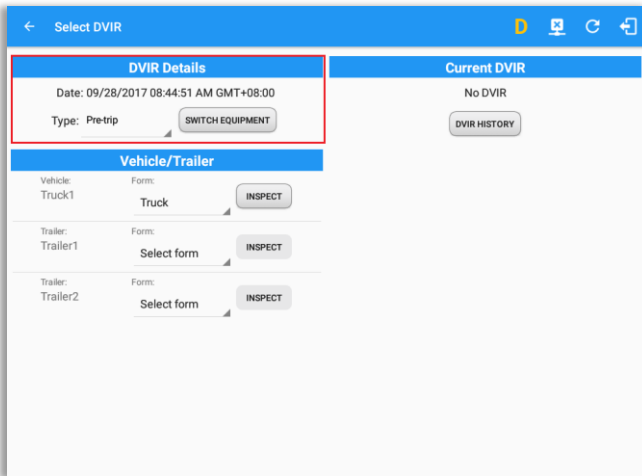 Select DVIR
D
DVIR Details
Date: 09/28/2017 08:44:51 AM GMT+08:00
Type: Pre-trip
SWITCH EQUIPMENT
Current DVIR
No DVIR
DVIR HISTORY
Vehicle/Trailer
Vehicle: Form:
Truck1 Truck INSPECT
Trailer: Form:
Trailer1 Select form INSPECT
Trailer: Form:
Trailer2 Select form INSPECT